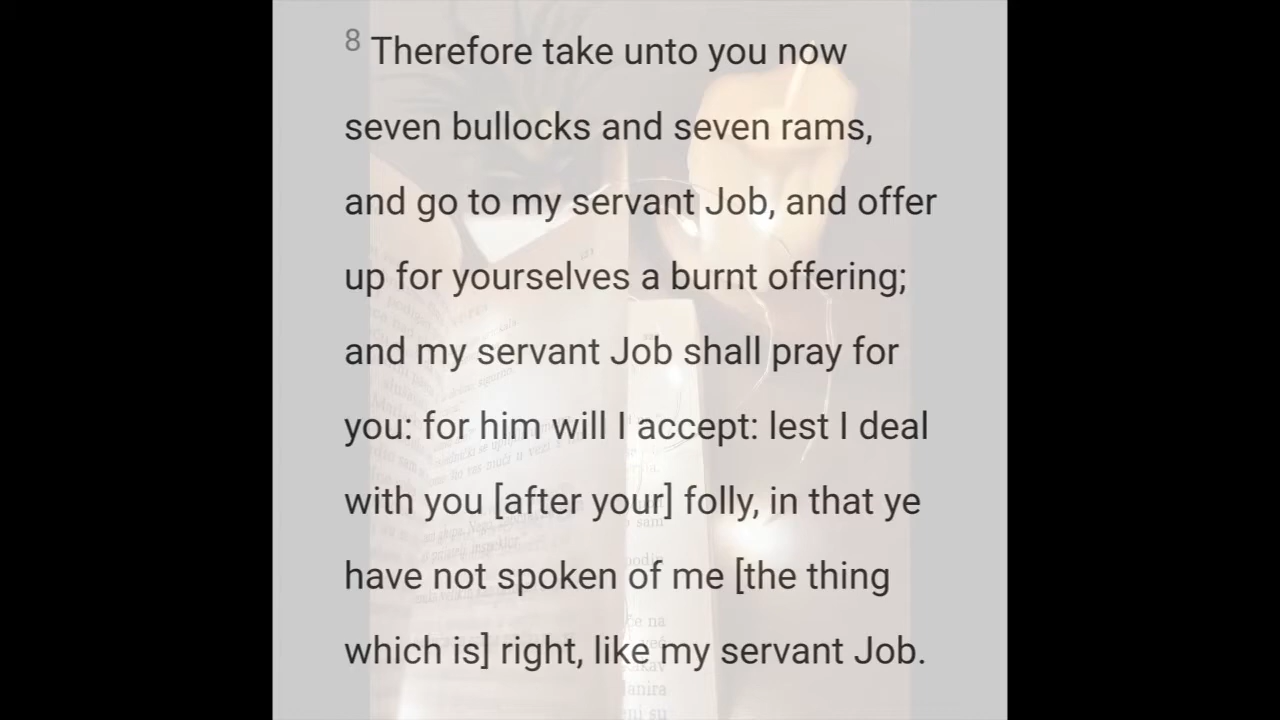 8 Therefore take unto you now
seven bullocks and seven rams,
and go to my servant Job, and offer
up for yourselves a burnt offering;
and my servant Job shall pray for
you: for him will I accept: lest I deal
with you [after your] folly, in that ye
have not spoken of me [the thing
which is] right, like my servant Job.